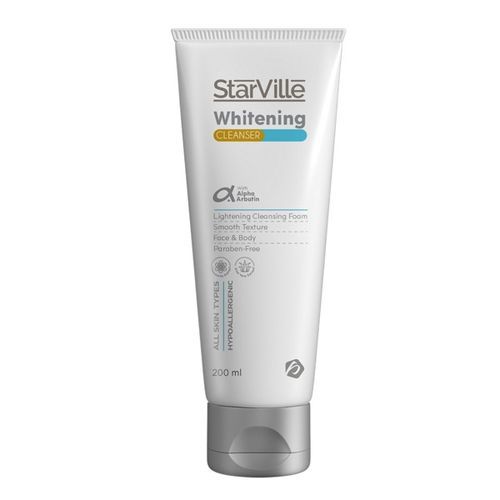 StarVille
Whitening
CLEANSER
α with
Alpha
Arbutin
Lightening Cleansing Foam
Smooth Texture
Face & Body
Paraben-Free
ALL SKIN TYPES
HYPOALLERGENIC
200 ml